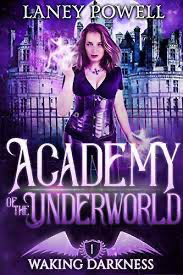 LANEY POWELL
ACADEMY
OF THE UNDERWORLD
1
WAKING DARKNESS